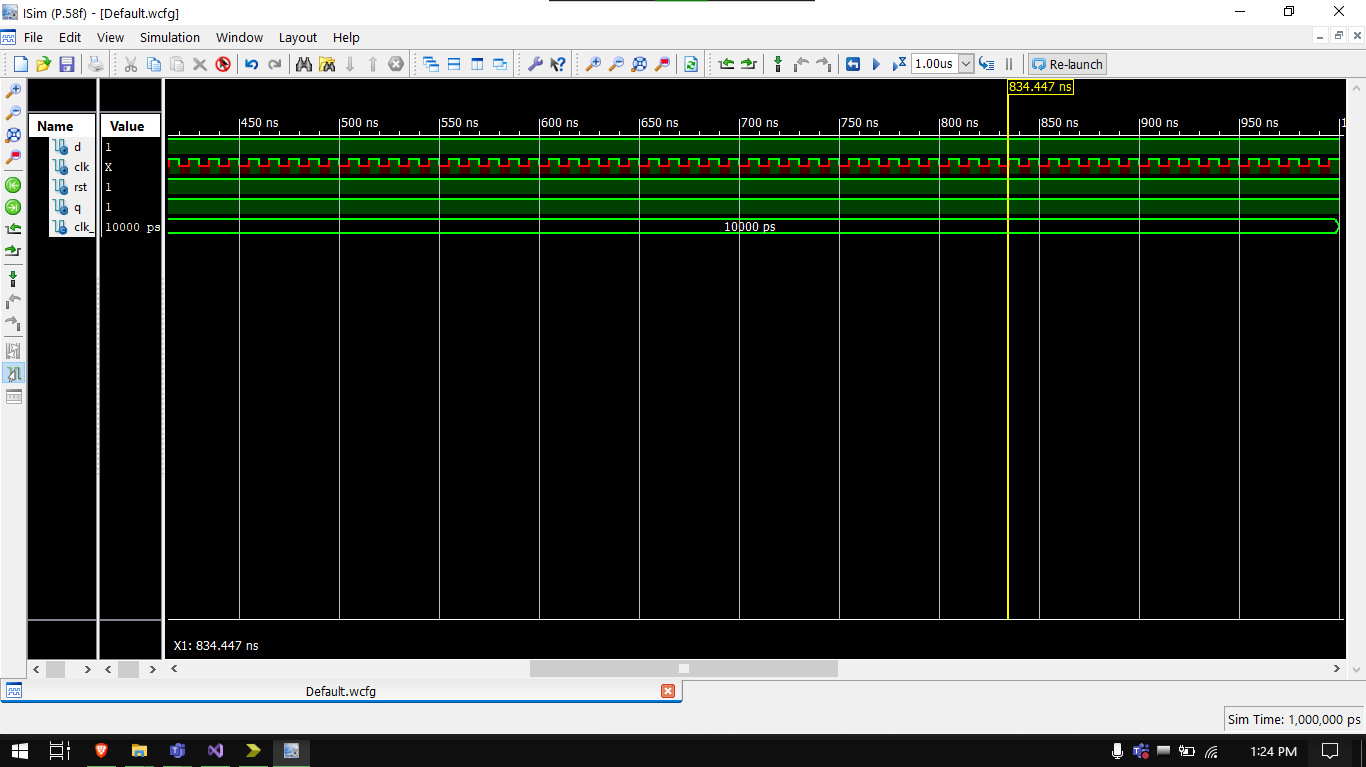 ISim (P.58f) - [Default.wcfg]
File Edit View Simulation Window Layout Help
1.00us Re-launch
834.447 ns
Name Value
450 ns 500 ns 550 ns 600 ns 650 ns 700 ns 750 ns 800 ns 850 ns 900 ns 950 ns
d 1
clk X
rst 1
q 1
clk_ 10000 ps 10000 ps
X1: 834.447 ns
Default.wcfg
Sim Time: 1,000,000 ps
1:24 PM